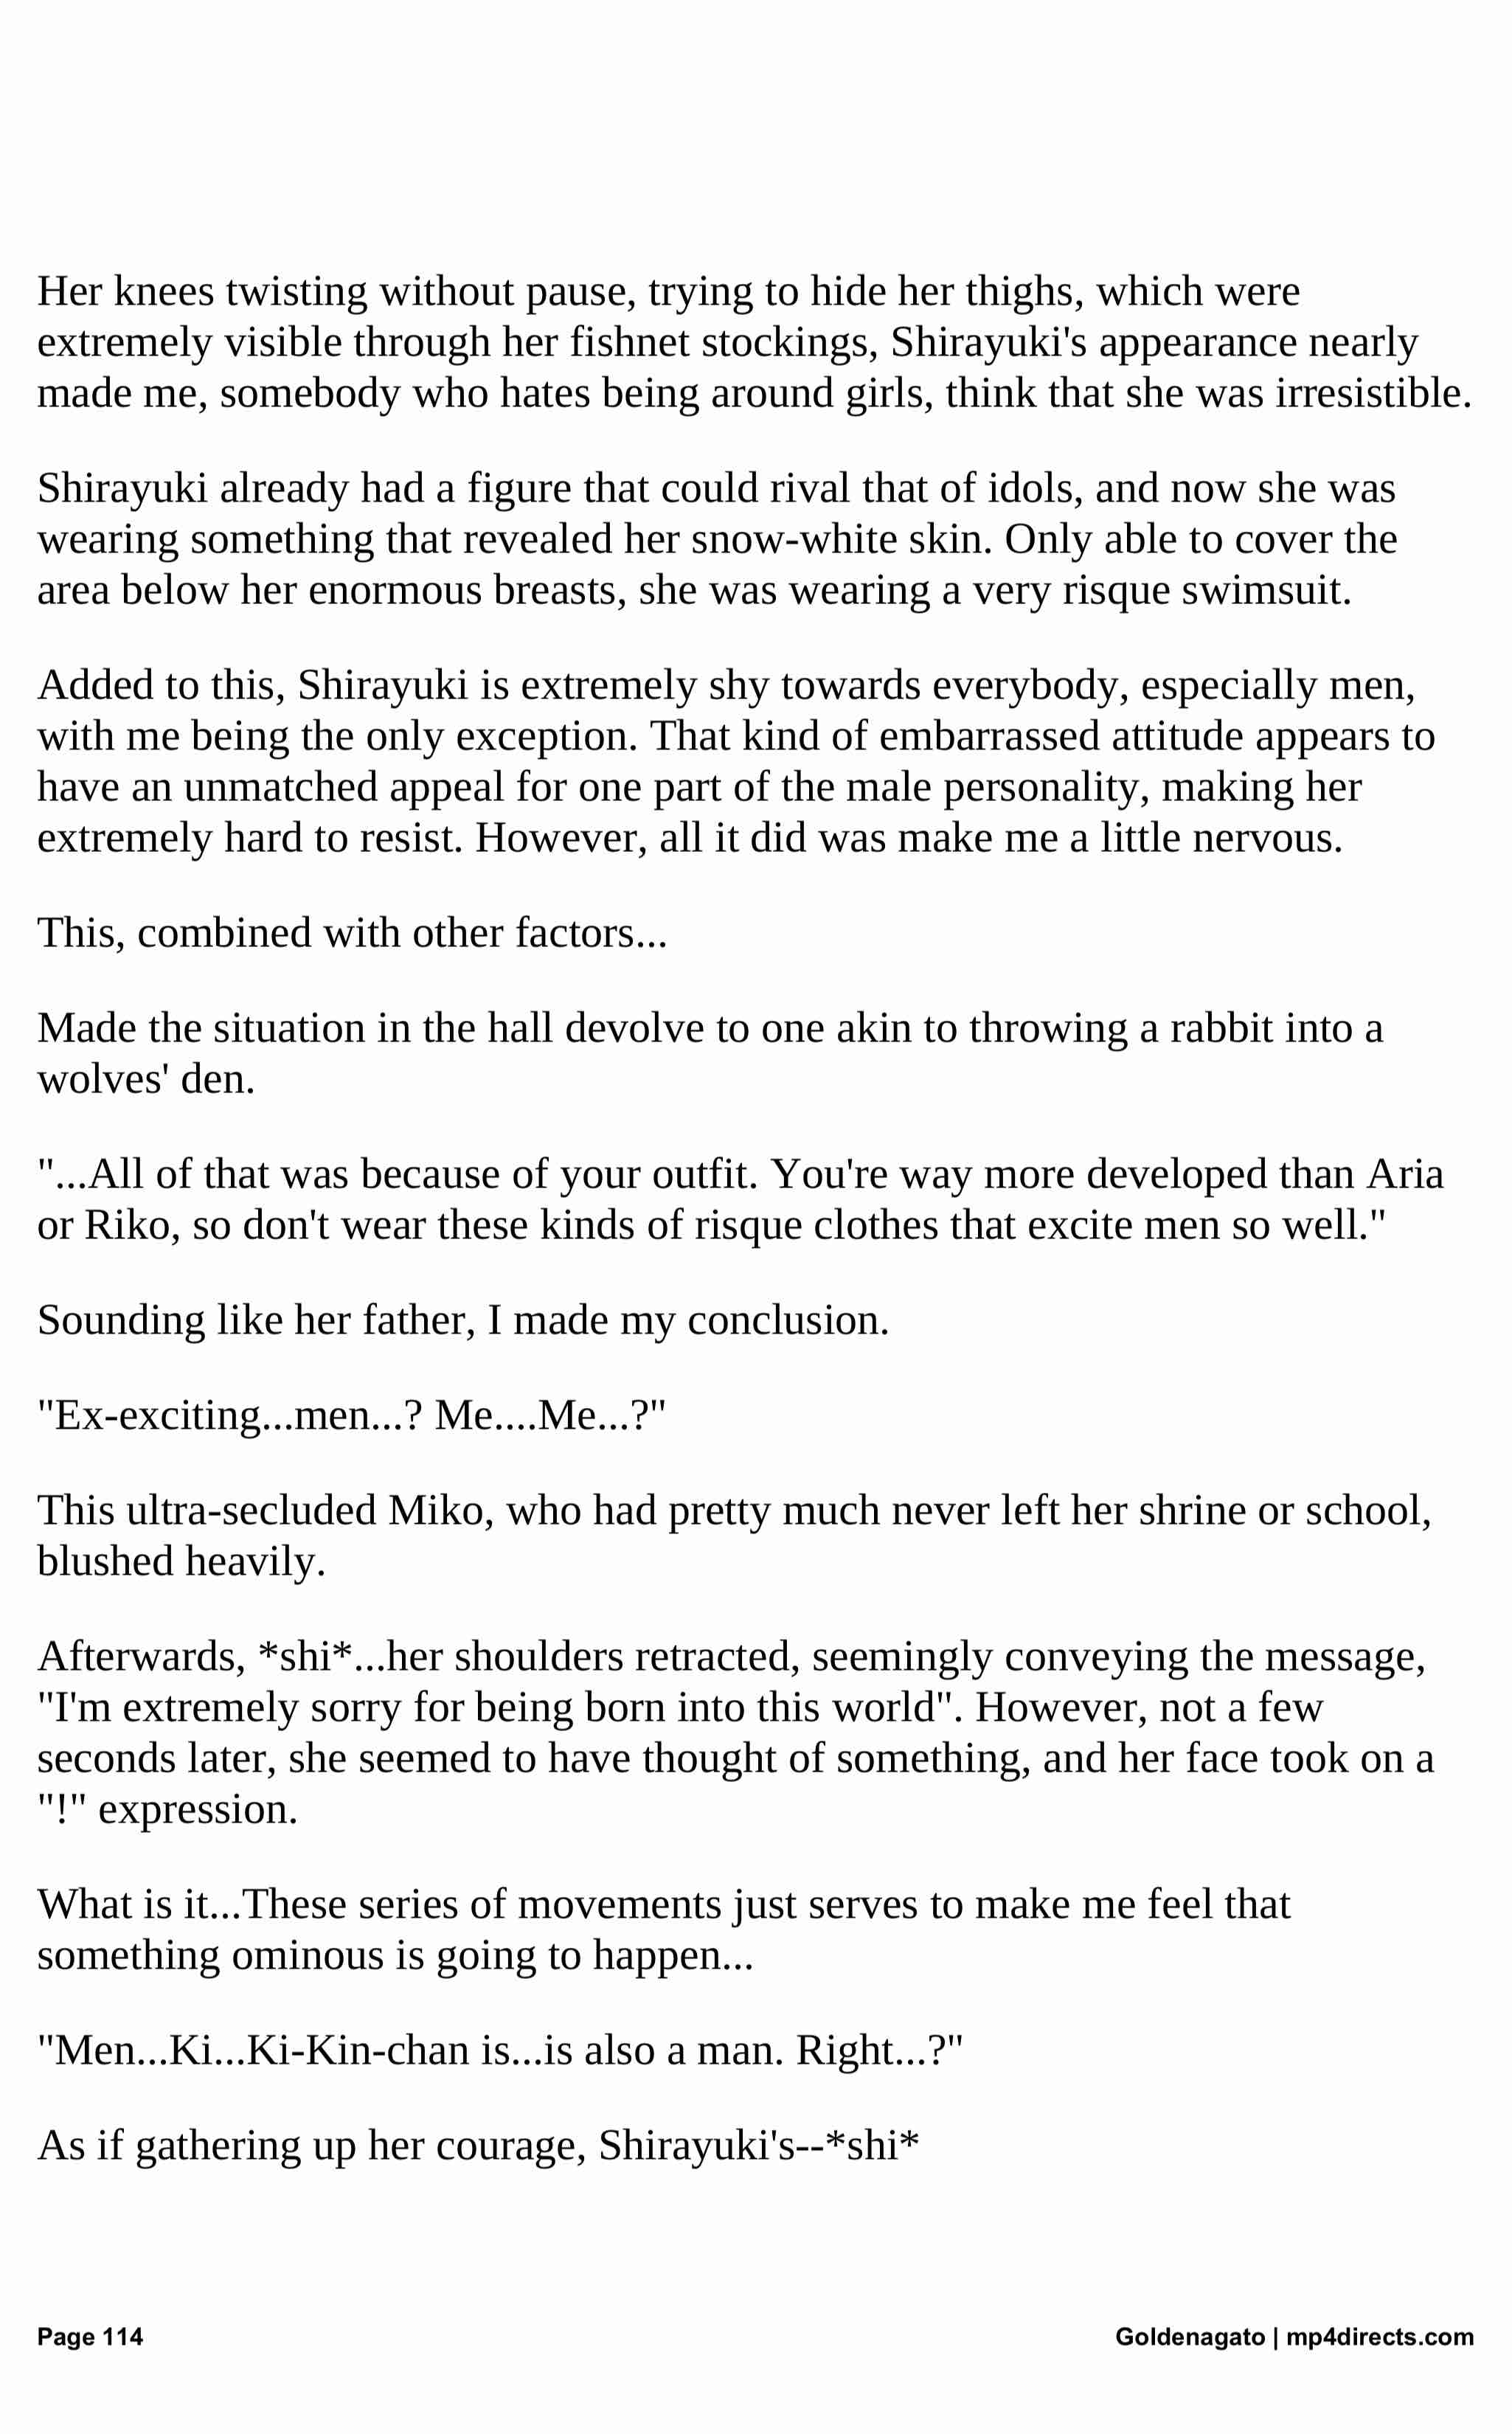 Her knees twisting without pause, trying to hide her thighs, which were
extremely visible through her fishnet stockings, Shirayuki's appearance nearly
made me, somebody who hates being around girls, think that she was irresistible.
Shirayuki already had a figure that could rival that of idols, and now she was
wearing something that revealed her snow-white skin. Only able to cover the
area below her enormous breasts, she was wearing a very risque swimsuit.
Added to this, Shirayuki is extremely shy towards everybody, especially men,
with me being the only exception. That kind of embarrassed attitude appears to
have an unmatched appeal for one part of the male personality, making her
extremely hard to resist. However, all it did was make me a little nervous.
This, combined with other factors...
Made the situation in the hall devolve to one akin to throwing a rabbit into a
wolves' den.
"...All of that was because of your outfit. You're way more developed than Aria
or Riko, so don't wear these kinds of risque clothes that excite men so well."
Sounding like her father, I made my conclusion.
"Ex-exciting...men...? Me....Me...?"
This ultra-secluded Miko, who had pretty much never left her shrine or school,
blushed heavily.
Afterwards, *shi*...her shoulders retracted, seemingly conveying the message,
"I'm extremely sorry for being born into this world". However, not a few
seconds later, she seemed to have thought of something, and her face took on a
"!" expression.
What is it...These series of movements just serves to make me feel that
something ominous is going to happen...
"Men...Ki...Ki-Kin-chan is...is also a man. Right...?"
As if gathering up her courage, Shirayuki's--*shi*
Page 114
Goldenagato | mp4directs.com